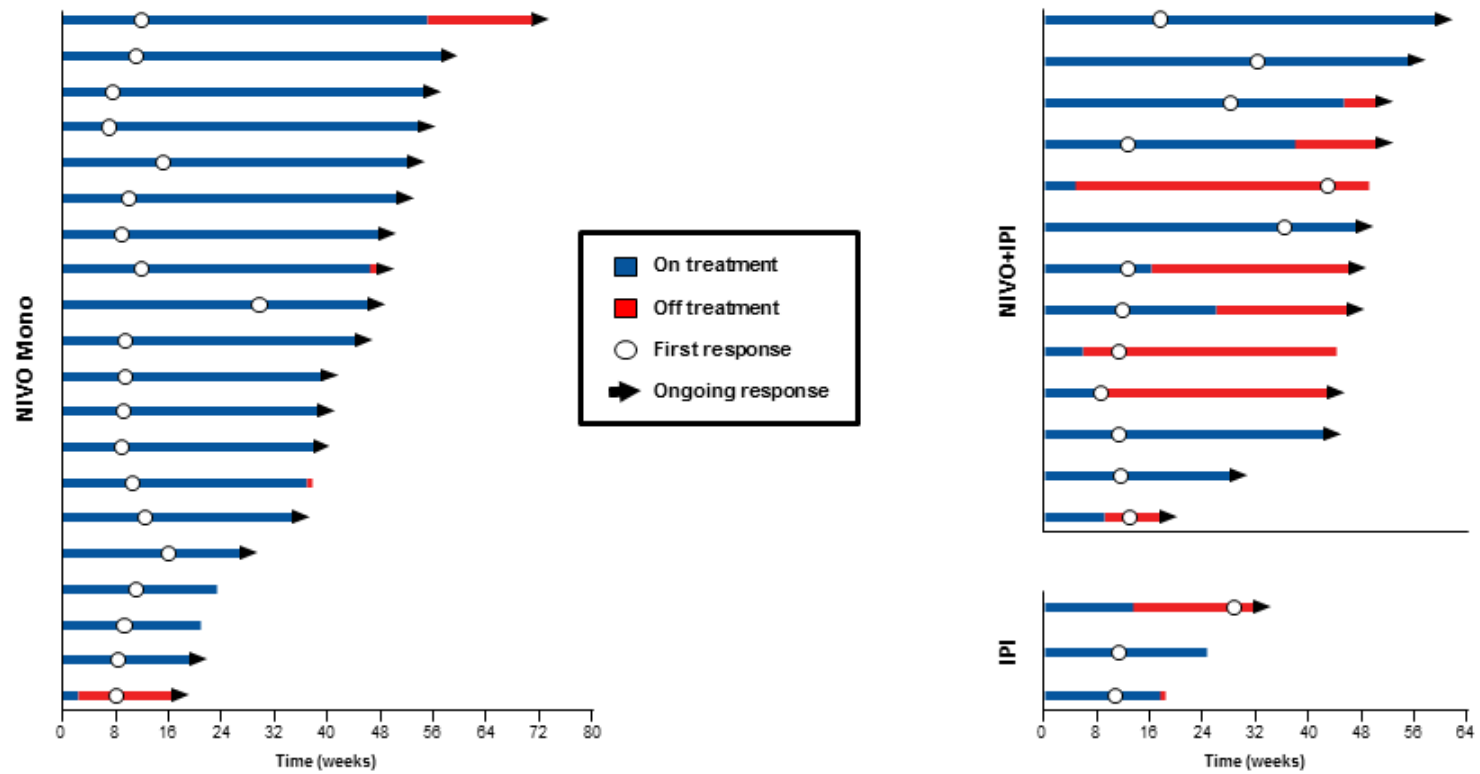 NIVO Mono
0 8 16 24 32 40 48 56 64 72 80
Time (weeks)
On treatment
Off treatment
First response
Ongoing response
NIVO+IPI
IPI
0 8 16 24 32 40 48 56 64
Time (weeks)